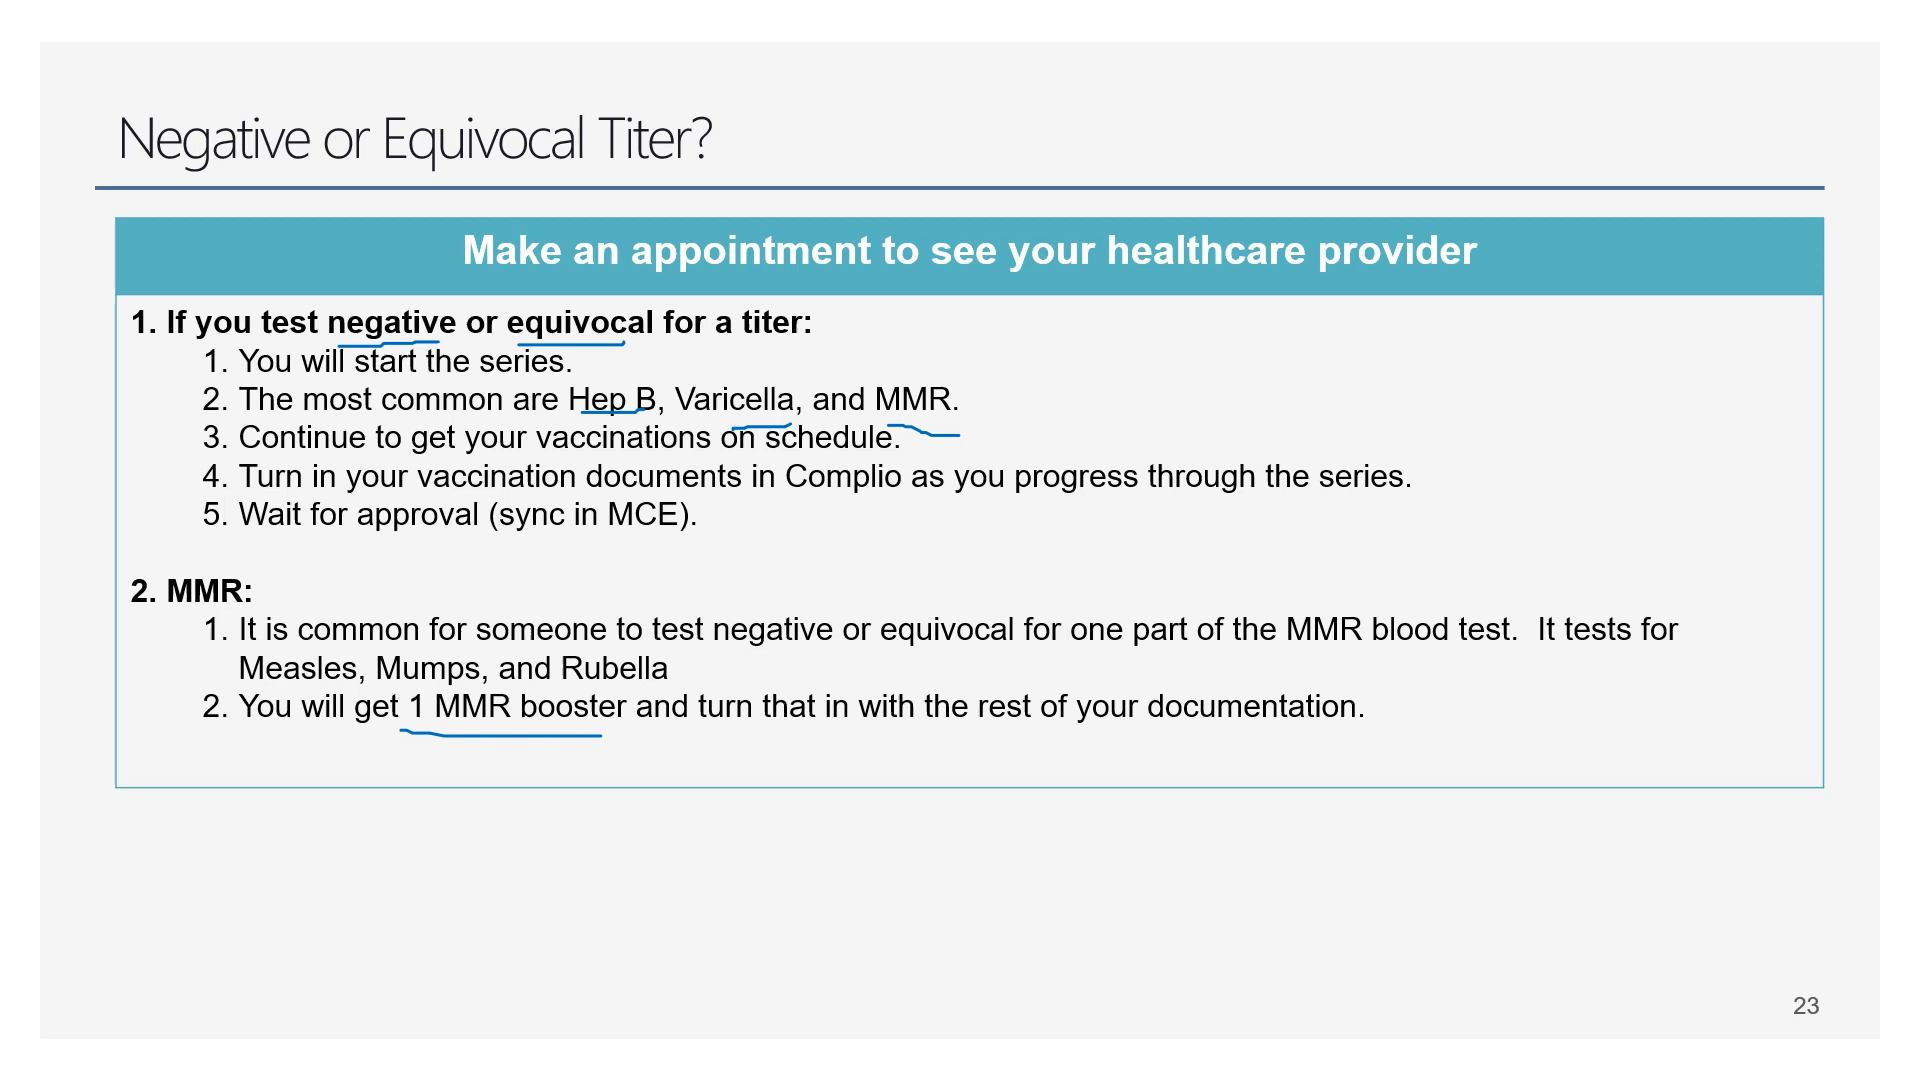 Negative or Equivocal Titer?
Make an appointment to see your healthcare provider
1. If you test negative or equivocal for a titer:
1. You will start the series.
2. The most common are Hep B, Varicella, and MMR.
3. Continue to get your vaccinations on schedule.
4. Turn in your vaccination documents in Complio as you progress through the series.
5. Wait for approval (sync in MCE).
2. MMR:
1. It is common for someone to test negative or equivocal for one part of the MMR blood test.  It tests for
Measles, Mumps, and Rubella
2. You will get 1 MMR booster and turn that in with the rest of your documentation.
23